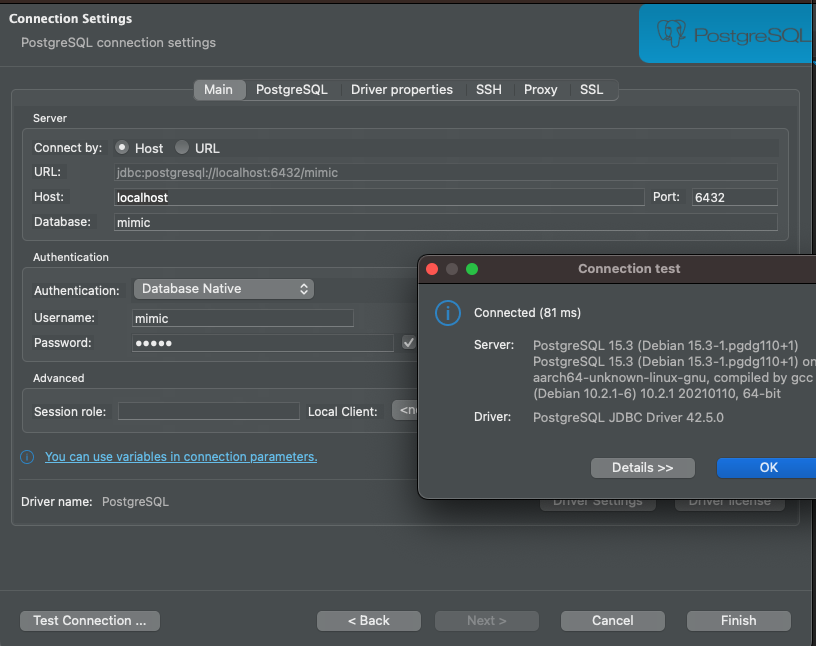 Connection Settings
PostgreSQL connection settings
PostgreSQL
Main PostgreSQL Driver properties SSH Proxy SSL
Server
Connect by: Host URL
URL: jdbc:postgresql://localhost:6432/mimic
Host: localhost Port: 6432
Database: mimic
Authentication
Authentication: Database Native
Username: mimic
Password: •••••
Advanced
Session role: Local Client:
You can use variables in connection parameters.
Driver name: PostgreSQL
Driver Settings Driver license
Connection test
Connected (81 ms)
Server: PostgreSQL 15.3 (Debian 15.3-1.pgdg110+1)
PostgreSQL 15.3 (Debian 15.3-1.pgdg110+1) on
aarch64-unknown-linux-gnu, compiled by gcc
(Debian 10.2.1-6) 10.2.1 20210110, 64-bit
Driver: PostgreSQL JDBC Driver 42.5.0
Details >> OK
Test Connection ... < Back Next > Cancel Finish